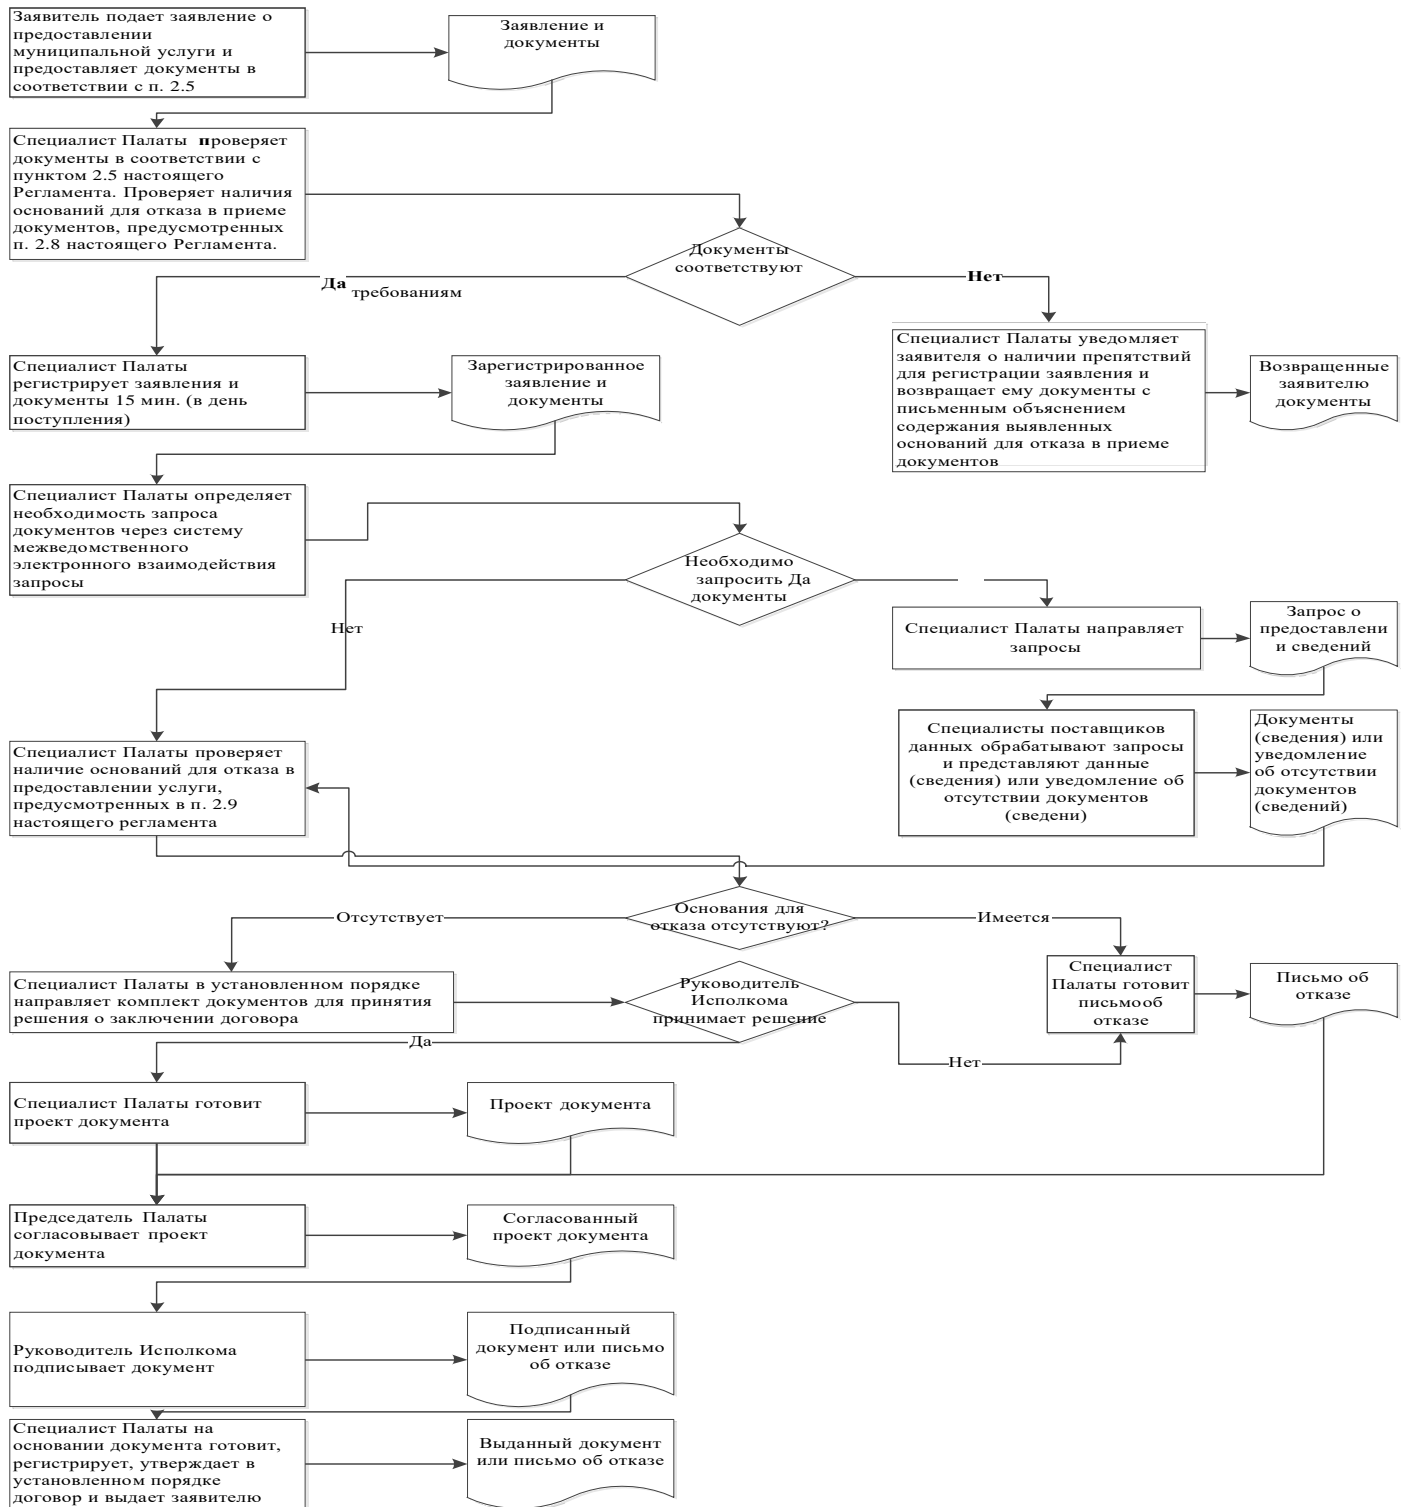 Заявитель подает заявление о
предоставлении
муниципальной услуги и
предоставляет документы в
соответствии с п. 2.5
Заявление и
документы
Специалист Палаты проверяет
документы в соответствии с
пунктом 2.5 настоящего
Регламента. Проверяет наличия
оснований для отказа в приеме
документов, предусмотренных
п. 2.8 настоящего Регламента.
Документы
соответствуют
Да
требованиям
Нет
Специалист Палаты
регистрирует заявления и
документы 15 мин. (в день
поступления)
Зарегистрированное
заявление и
документы
Специалист Палаты уведомляет
заявителя о наличии препятствий
для регистрации заявления и
возвращает ему документы с
письменным объяснением
содержания выявленных
оснований для отказа в приеме
документов
Возвращенные
заявителю
документы
Специалист Палаты определяет
необходимость запроса
документов через систему
межведомственного
электронного взаимодействия
запросы
Необходимо
запросить Да
документы
Нет
Специалист Палаты направляет
запросы
Запрос о
предоставлени
и сведений
Специалисты поставщиков
данных обрабатывают запросы
и представляют данные
(сведения) или уведомление об
отсутствии документов
(сведени)
Документы
(сведения) или
уведомление
об отсутствии
документов
(сведений)
Специалист Палаты проверяет
наличие оснований для отказа в
предоставлении услуги,
предусмотренных в п. 2.9
настоящего регламента
Основания для
отказа отсутствуют?
Отсутствует
Имеется
Специалист Палаты в установленном порядке
направляет комплект документов для принятия
решения о заключении договора
Руководитель
Исполкома
принимает решение
Специалист
Палаты готовит
письмооб
отказе
Письмо об
отказе
Да
Нет
Специалист Палаты готовит
проект документа
Проект документа
Председатель Палаты
согласовывает проект
документа
Согласованный
проект документа
Руководитель Исполкома
подписывает документ
Подписанный
документ или письмо
об отказе
Специалист Палаты на
основании документа готовит,
регистрирует, утверждает в
установленном порядке
договор и выдает заявителю
Выданный документ
или письмо об отказе